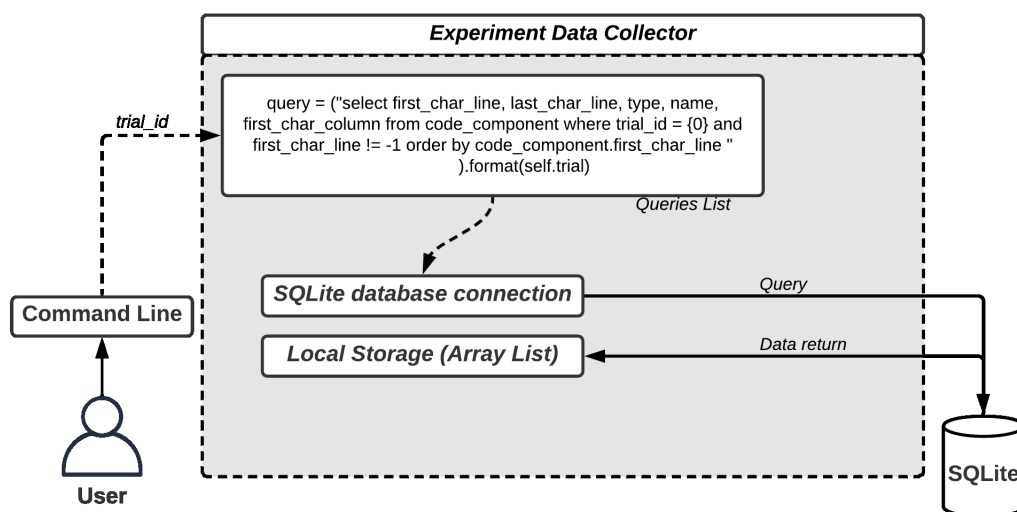 Experiment Data Collector
query = ("select first_char_line, last_char_line, type, name,
first_char_column from code_component where trial_id = {0} and
first_char_line != -1 order by code_component.first_char_line "
).format(self.trial)
trial_id
Queries List
SQLite database connection
Query
Command Line
Local Storage (Array List)
Data return
SQLite
User